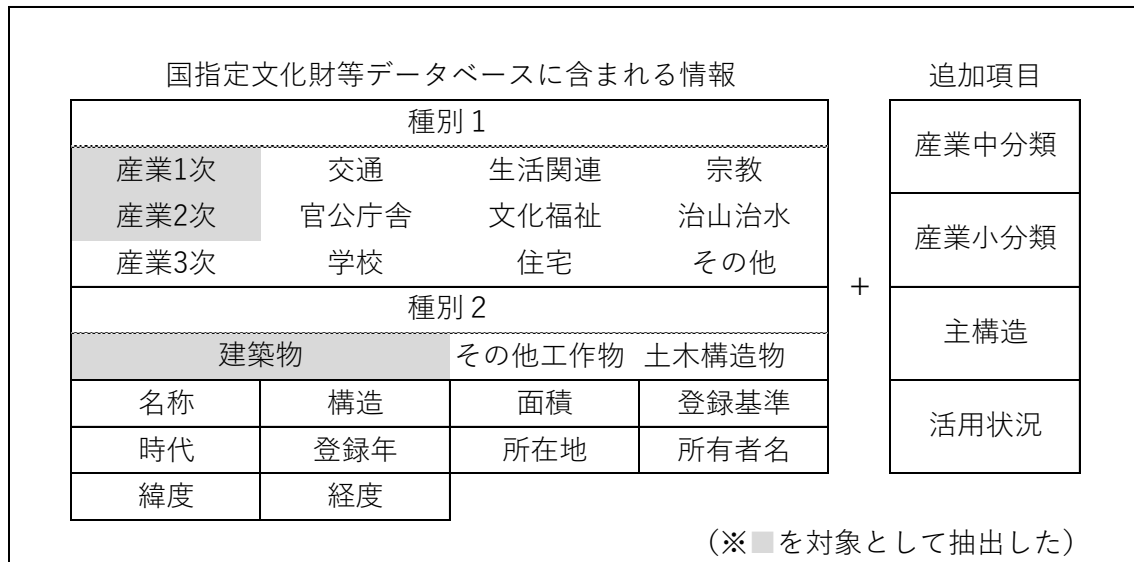 国指定文化財等データベースに含まれる情報 追加項目
種別1
産業1次 交通 生活関連 宗教
産業2次 官公庁舎 文化福祉 治山治水
産業3次 学校 住宅 その他
種別2
建築物 その他工作物 土木構造物
名称 構造 面積 登録基準
時代 登録年 所在地 所有者名
緯度 経度
+
産業中分類
産業小分類
主構造
活用状況
（※■を対象として抽出した）